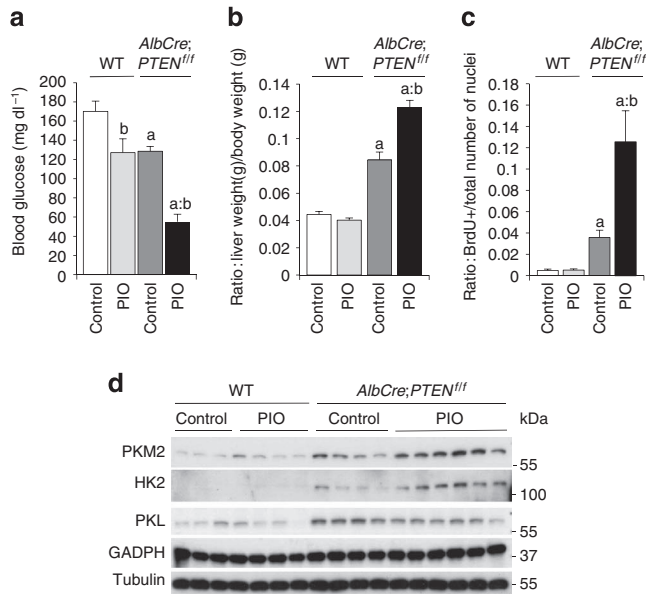 a
AlbCre;
WT PTEN^f/f
Blood glucose (mg dl⁻¹)
200
180
160
140
120
100
80
60
40
20
0
b
a
a:b
Control
PIO
Control
PIO
b
AlbCre;
WT PTEN^f/f
Ratio: liver weight(g)/body weight (g)
0.14
0.12
0.1
0.08
0.06
0.04
0.02
0
a
a:b
Control
PIO
Control
PIO
c
AlbCre;
WT PTEN^f/f
Ratio: BrdU+/total number of nuclei
0.18
0.16
0.14
0.12
0.1
0.08
0.06
0.04
0.02
0
a
a:b
Control
PIO
Control
PIO
d
WT AlbCre;PTEN^f/f
Control PIO Control PIO kDa
PKM2
55
HK2
100
PKL
55
GADPH 37
Tubulin 55